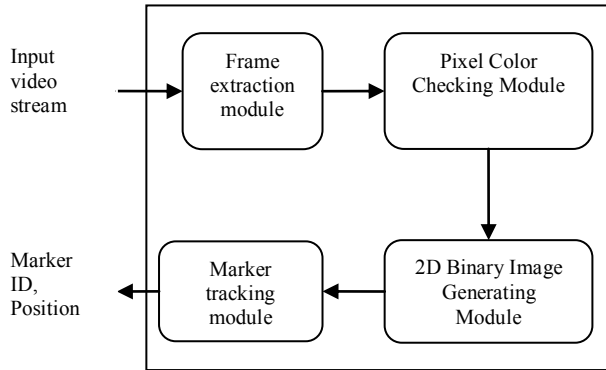 Input
video
stream
Frame
extraction
module
Pixel Color
Checking Module
Marker
ID,
Position
Marker
tracking
module
2D Binary Image
Generating
Module